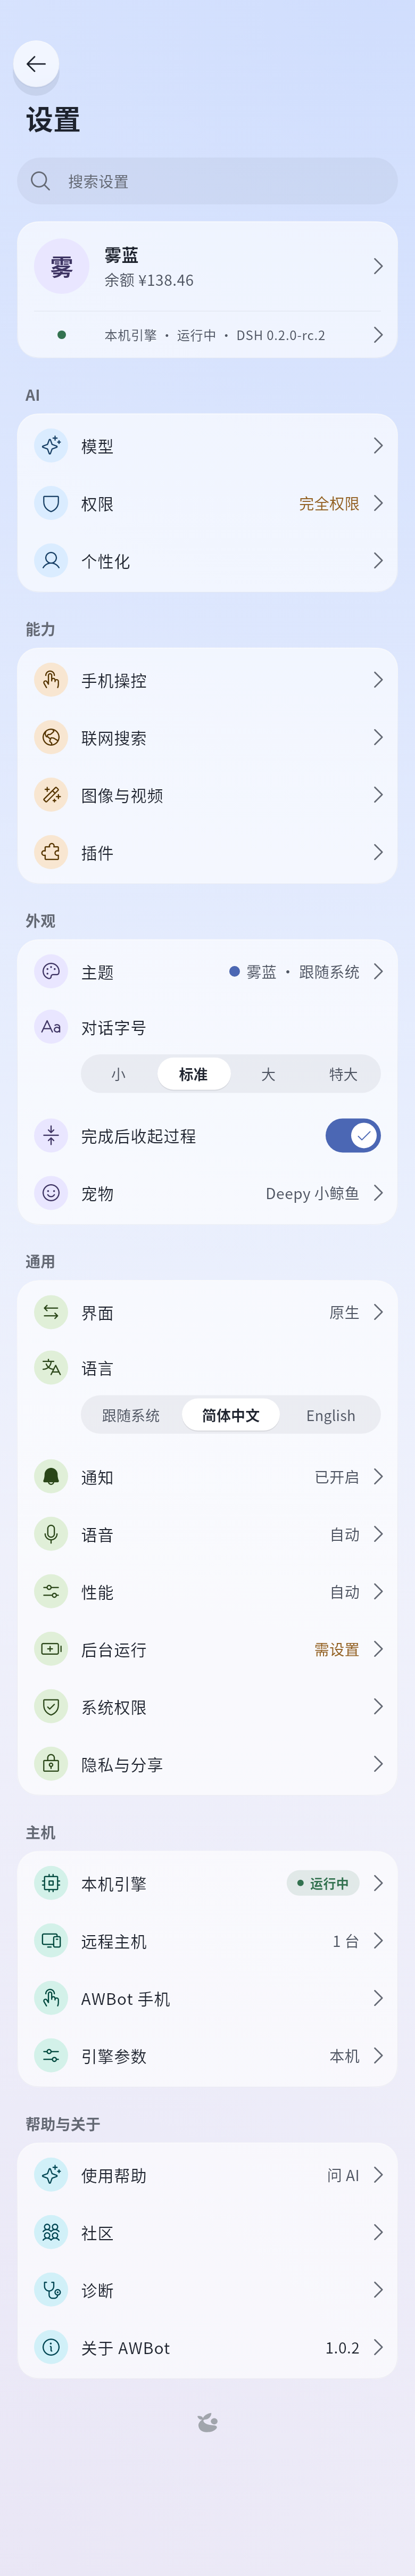 设置
搜索设置
雾
雾蓝
余额 ¥138.46
本机引擎 · 运行中 · DSH 0.2.0-rc.2
AI
模型
权限 完全权限
个性化
能力
手机操控
联网搜索
图像与视频
插件
外观
主题 雾蓝 · 跟随系统
Aa 对话字号
小 标准 大 特大
完成后收起过程
宠物 Deepy 小鲸鱼
通用
界面 原生
语言
跟随系统 简体中文 English
通知 已开启
语音 自动
性能 自动
后台运行 需设置
系统权限
隐私与分享
主机
本机引擎 运行中
远程主机 1 台
AWBot 手机
引擎参数 本机
帮助与关于
使用帮助 问 AI
社区
诊断
关于 AWBot 1.0.2